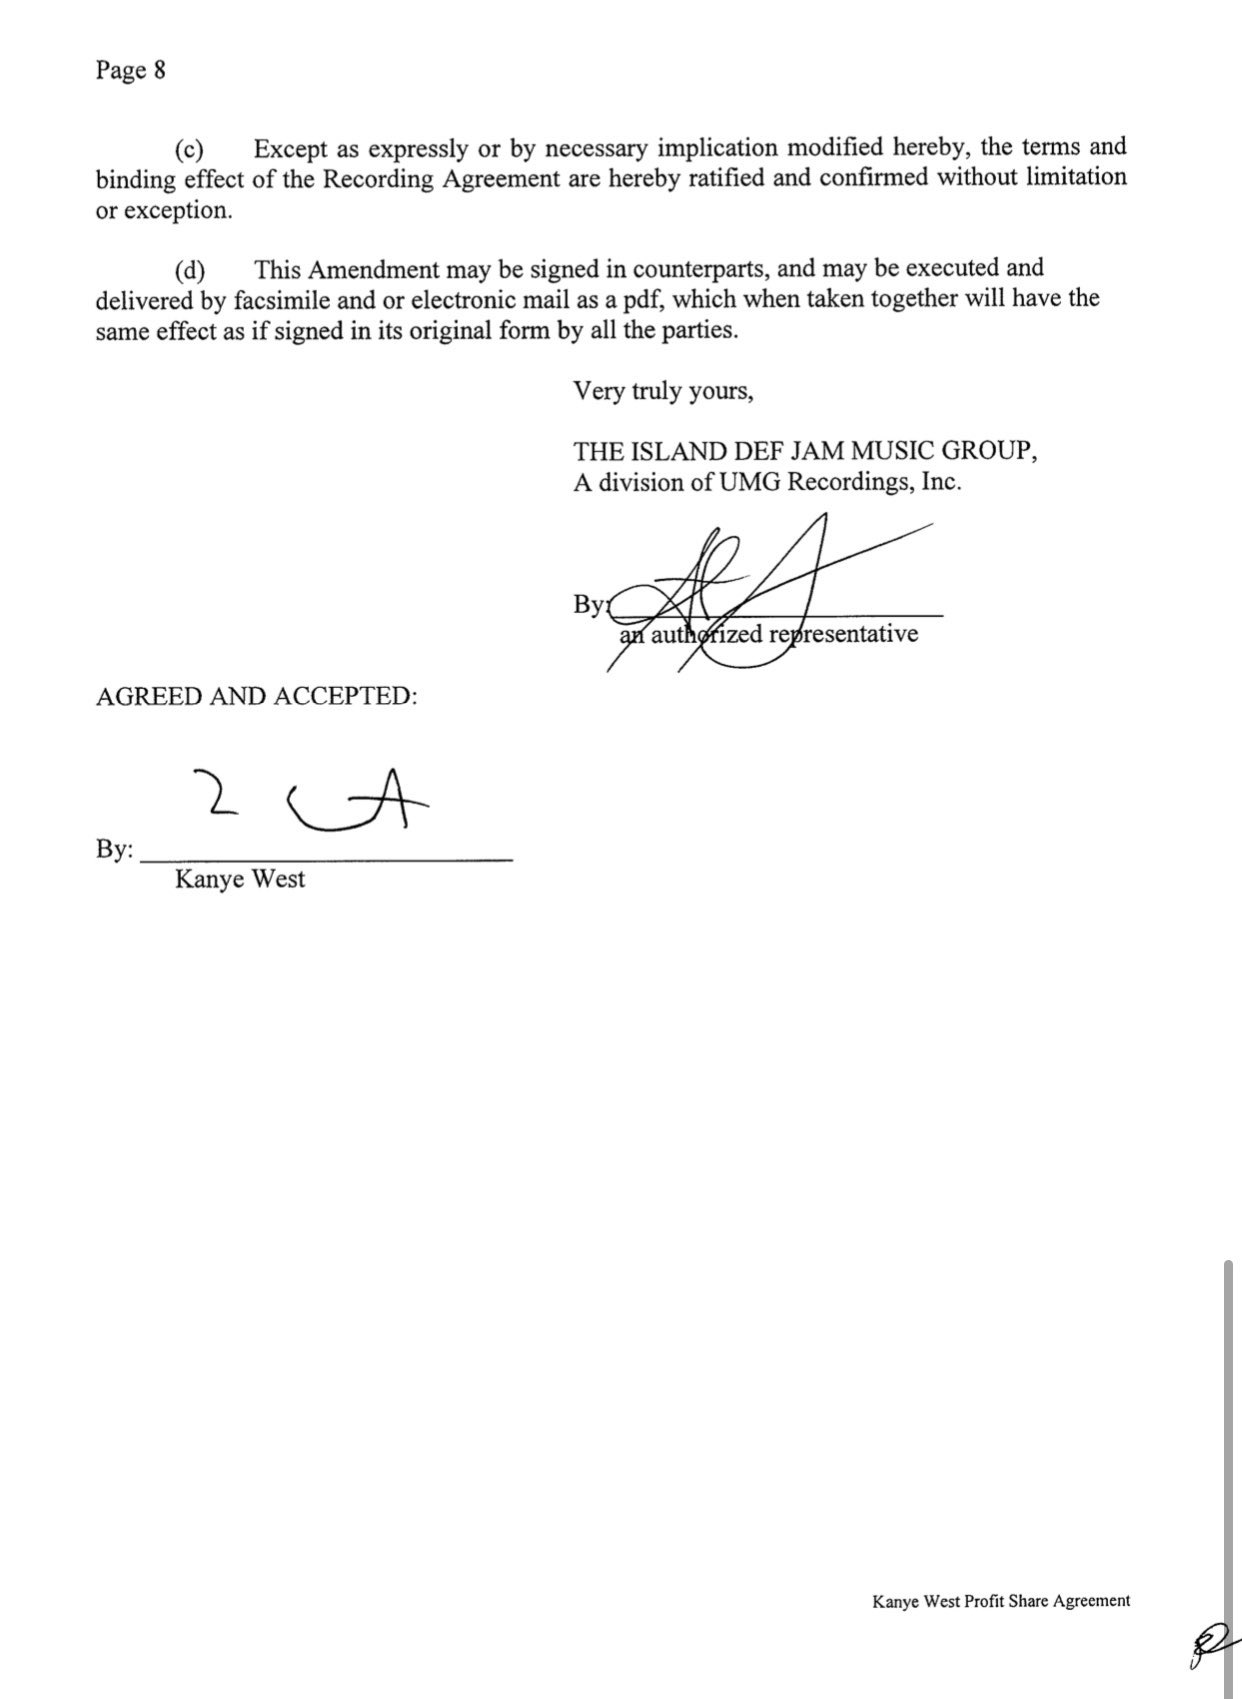 Page 8
(c) Except as expressly or by necessary implication modified hereby, the terms and
binding effect of the Recording Agreement are hereby ratified and confirmed without limitation
or exception.
(d) This Amendment may be signed in counterparts, and may be executed and
delivered by facsimile and or electronic mail as a pdf, which when taken together will have the
same effect as if signed in its original form by all the parties.
Very truly yours,
THE ISLAND DEF JAM MUSIC GROUP,
A division of UMG Recordings, Inc.
By:
an authorized representative
AGREED AND ACCEPTED:
By:
Kanye West
Kanye West Profit Share Agreement